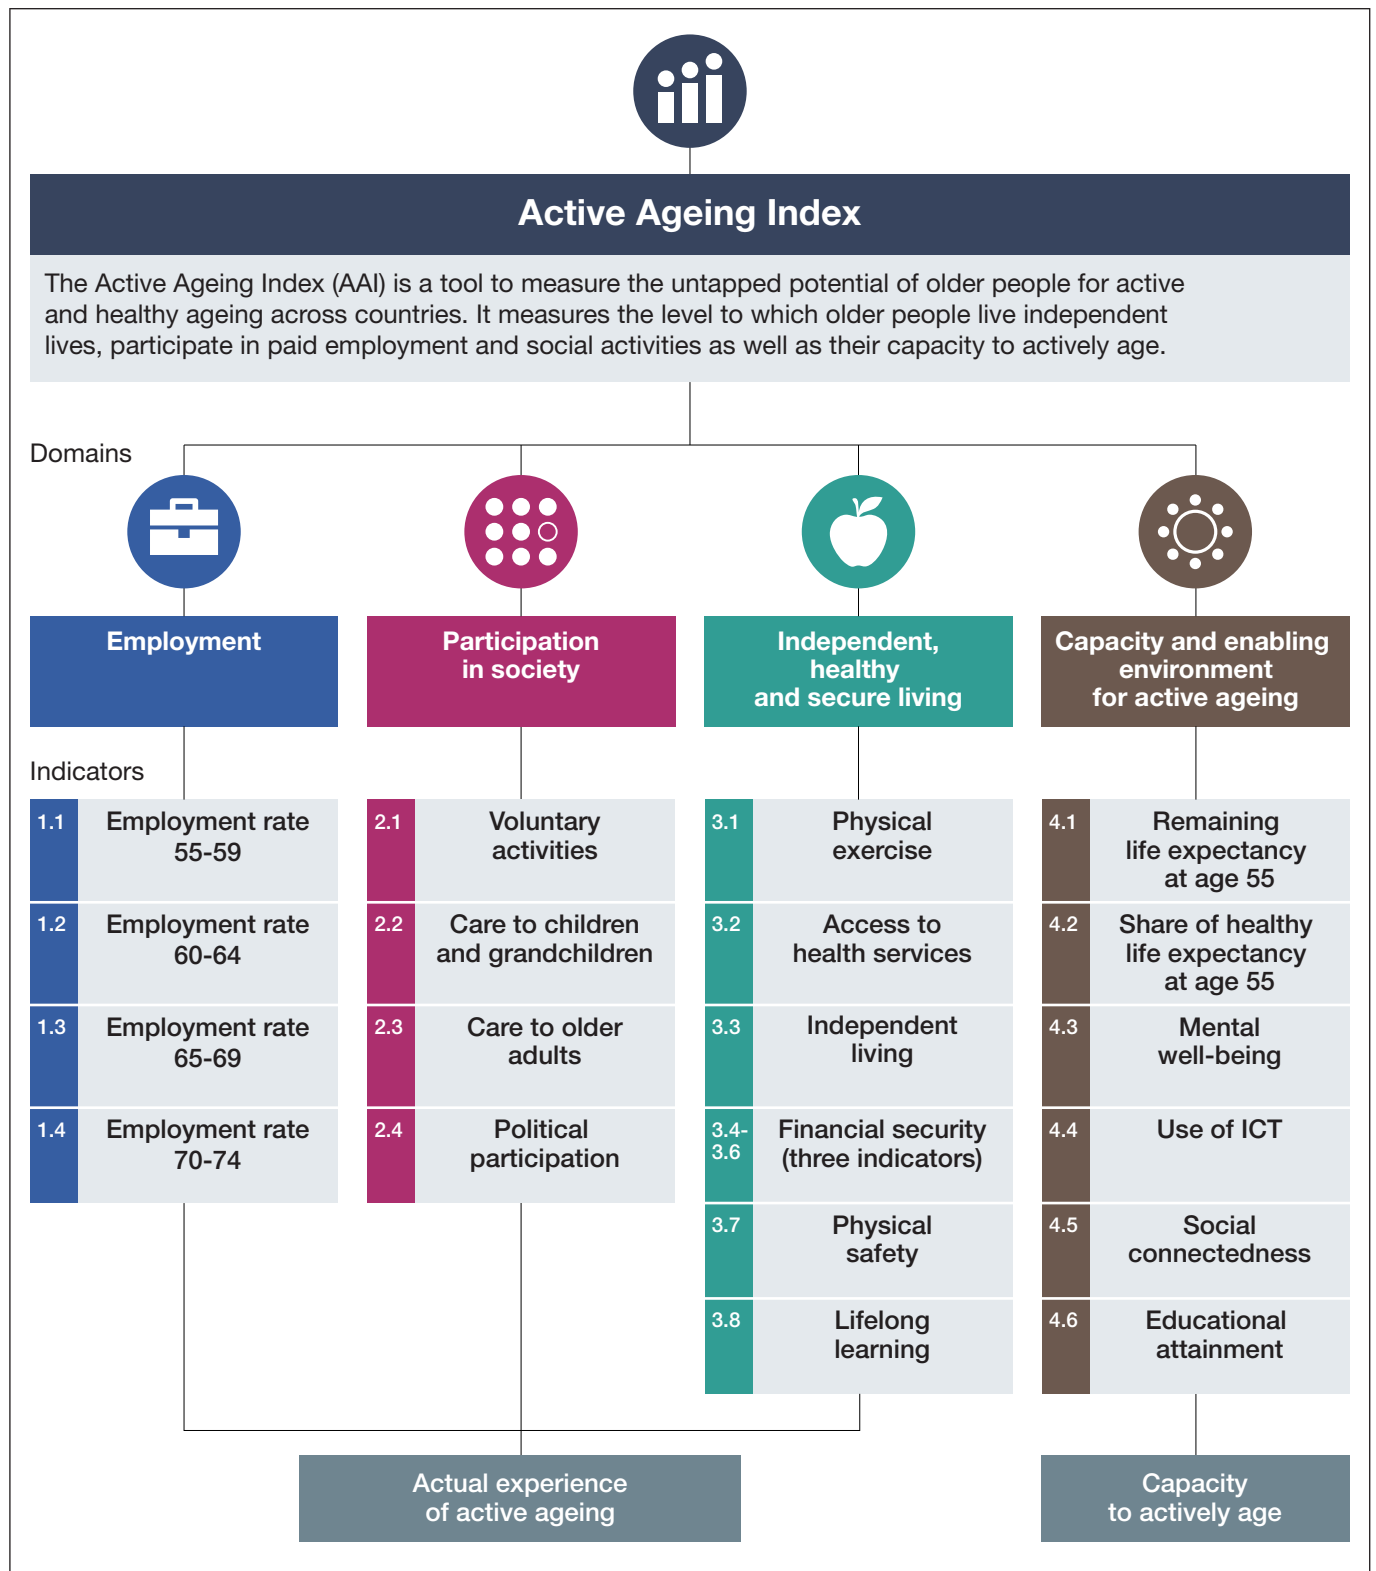 Active Ageing Index
The Active Ageing Index (AAI) is a tool to measure the untapped potential of older people for active
and healthy ageing across countries. It measures the level to which older people live independent
lives, participate in paid employment and social activities as well as their capacity to actively age.
Domains
Employment
Participation
in society
Independent,
healthy
and secure living
Capacity and enabling
environment
for active ageing
Indicators
1.1
Employment rate
55-59
1.2
Employment rate
60-64
1.3
Employment rate
65-69
1.4
Employment rate
70-74
2.1
Voluntary
activities
2.2
Care to children
and grandchildren
2.3
Care to older
adults
2.4
Political
participation
3.1
Physical
exercise
3.2
Access to
health services
3.3
Independent
living
3.4-
3.6
Financial security
(three indicators)
3.7
Physical
safety
3.8
Lifelong
learning
4.1
Remaining
life expectancy
at age 55
4.2
Share of healthy
life expectancy
at age 55
4.3
Mental
well-being
4.4
Use of ICT
4.5
Social
connectedness
4.6
Educational
attainment
Actual experience
of active ageing
Capacity
to actively age